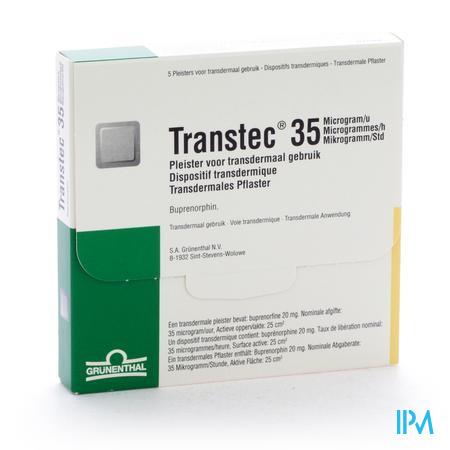 5 Pleisters voor transdermaal gebruik - Dispositifs transdermiques - Transdermale Pflaster
Transtec® 35 Microgram/u
Microgrammes/h
Mikrogramm/Std
Pleister voor transdermaal gebruik
Dispositif transdermique
Transdermales Pflaster
Buprenorphin.
Transdermaal gebruik - Voie transdermique - Transdermale Anwendung
S.A. Grünenthal N.V.
B-1932 Sint-Stevens-Woluwe
Een transdermale pleister bevat: buprenorfine 20 mg. Nominale afgifte:
35 microgram/uur, Actieve oppervlakte: 25 cm²
Un dispositif transdermique contient: buprénorphine 20 mg. Taux de libération nominal:
35 microgrammes/heure, Surface active: 25 cm²
Ein transdermales Pflaster enthält: Buprenorphin 20 mg. Nominale Abgaberate:
35 Mikrogramm/Stunde, Aktive Fläche: 25 cm²
GRÜNENTHAL
Transtec® 35
IPM